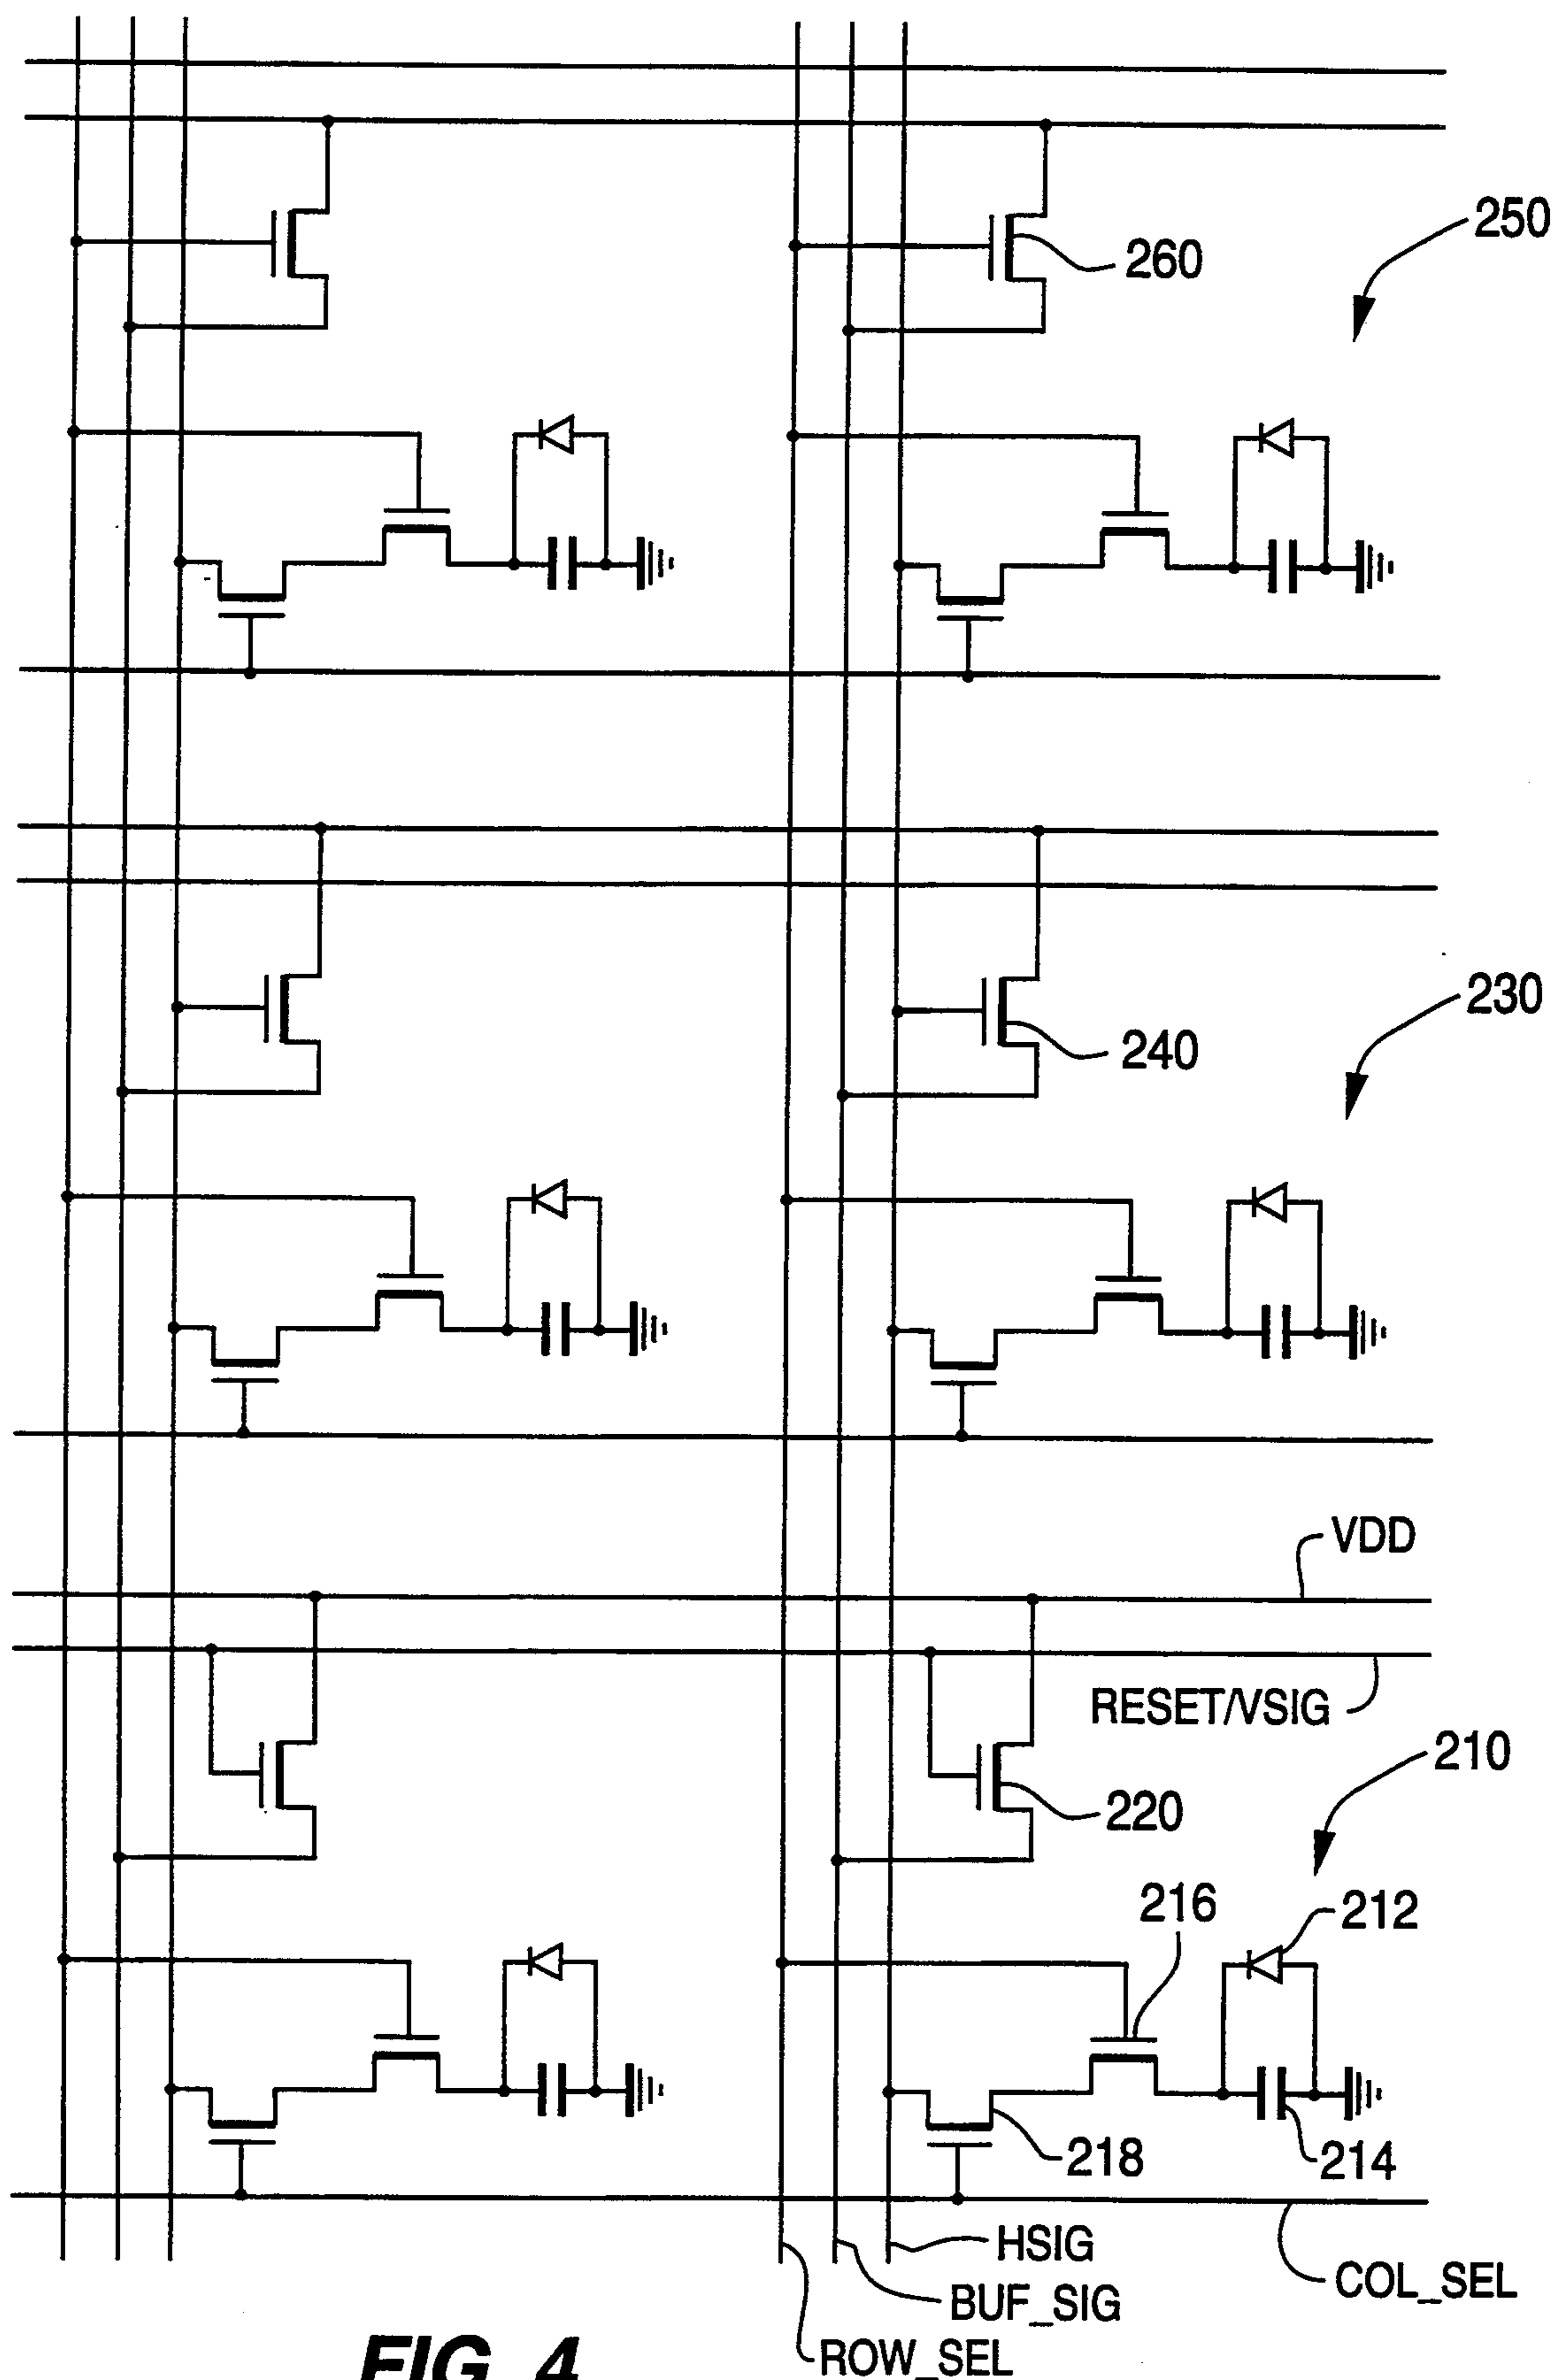 250
260
230
240
VDD
RESET/VSIG
210
220
216
212
218
214
HSIG
COL_SEL
BUF_SIG
ROW_SEL
FIG. 4